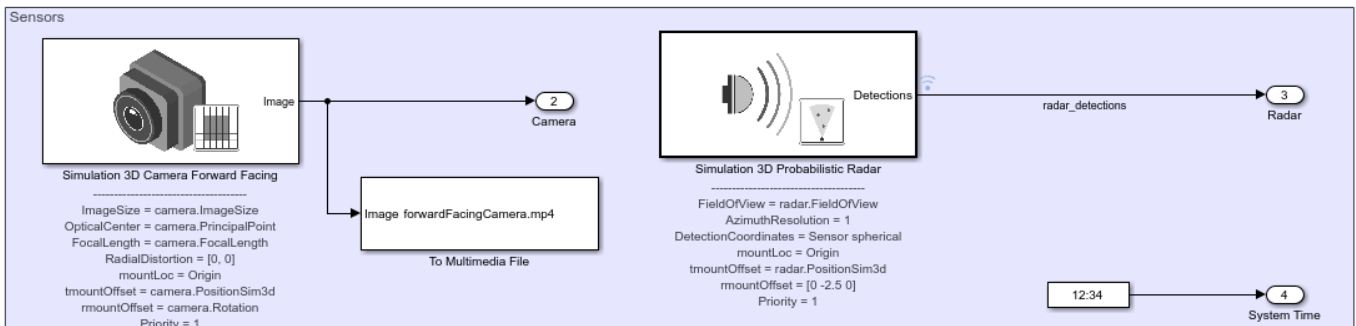 Sensors
Image
2
Camera
Simulation 3D Camera Forward Facing
ImageSize = camera.ImageSize
OpticalCenter = camera.PrincipalPoint
FocalLength = camera.FocalLength
RadialDistortion = [0, 0]
mountLoc = Origin
tmountOffset = camera.PositionSim3d
rmountOffset = camera.Rotation
Priority = 1
Image forwardFacingCamera.mp4
To Multimedia File
Detections
radar_detections
3
Radar
Simulation 3D Probabilistic Radar
FieldOfView = radar.FieldOfView
AzimuthResolution = 1
DetectionCoordinates = Sensor spherical
mountLoc = Origin
tmountOffset = radar.PositionSim3d
rmountOffset = [0 -2.5 0]
Priority = 1
12:34
4
System Time